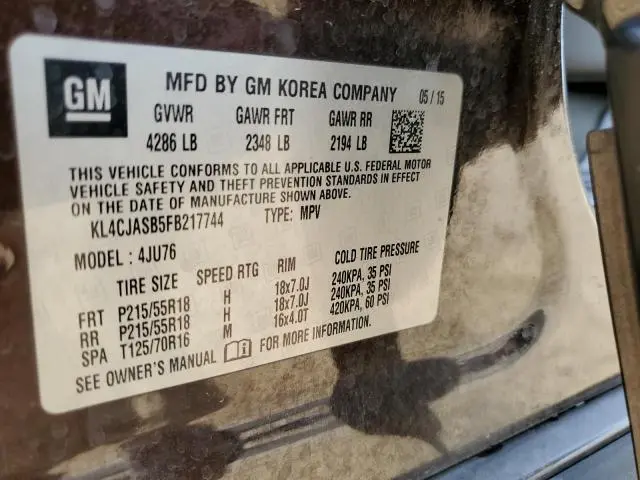 GM MFD BY GM KOREA COMPANY 05 / 15
GVWR GAWR FRT GAWR RR
4286 LB 2348 LB 2194 LB
THIS VEHICLE CONFORMS TO ALL APPLICABLE U.S. FEDERAL MOTOR
VEHICLE SAFETY AND THEFT PREVENTION STANDARDS IN EFFECT
ON THE DATE OF MANUFACTURE SHOWN ABOVE.
KL4CJASB5FB217744 TYPE: MPV
MODEL : 4JU76
TIRE SIZE SPEED RTG RIM COLD TIRE PRESSURE
FRT P215/55R18 H 18x7.0J 240KPA, 35 PSI
RR P215/55R18 H 18x7.0J 240KPA, 35 PSI
SPA T125/70R16 M 16x4.0T 420KPA, 60 PSI
SEE OWNER'S MANUAL FOR MORE INFORMATION.